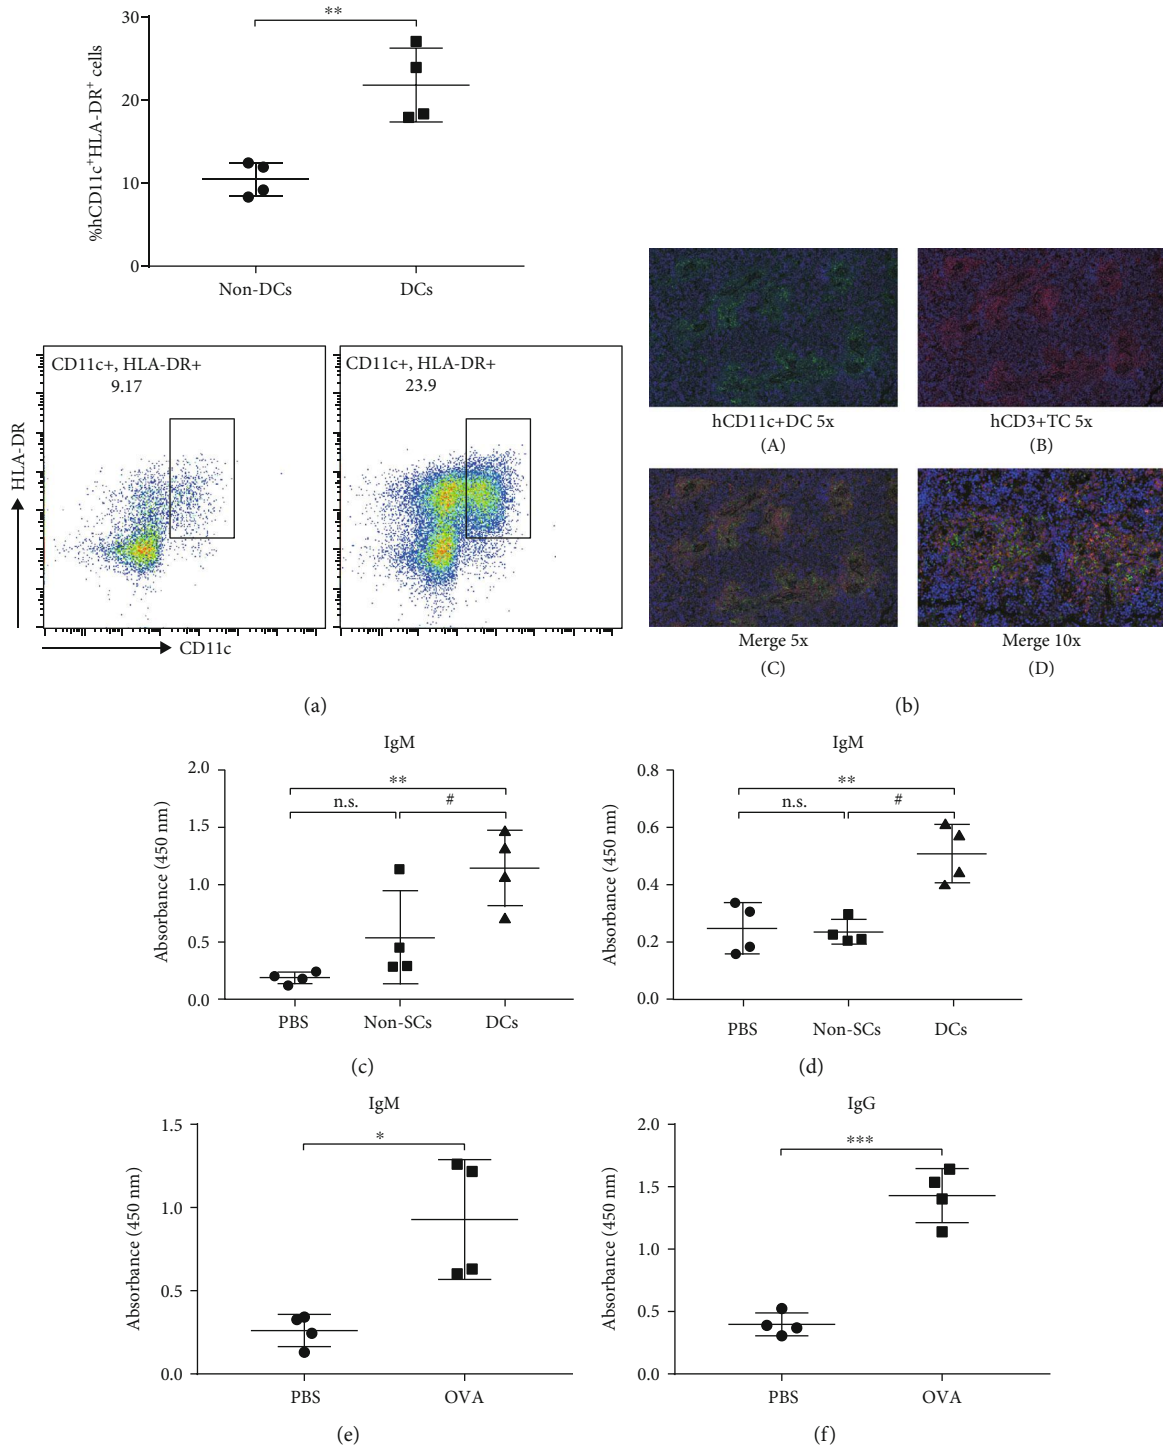 **
30
20
10
0
%hCD11c+HLA-DR+ cells
Non-DCs
DCs
CD11c+, HLA-DR+
9.17
CD11c+, HLA-DR+
23.9
HLA-DR
CD11c
(a)
hCD11c+DC 5x
(A)
hCD3+TC 5x
(B)
Merge 5x
(C)
Merge 10x
(D)
(b)
IgM
2.0
1.5
1.0
0.5
0.0
Absorbance (450 nm)
**
n.s.
#
PBS
Non-SCs
DCs
(c)
IgM
0.8
0.6
0.4
0.2
0.0
Absorbance (450 nm)
**
n.s.
#
PBS
Non-SCs
DCs
(d)
IgM
1.5
1.0
0.5
0.0
Absorbance (450 nm)
*
PBS
OVA
(e)
IgG
2.0
1.5
1.0
0.5
0.0
Absorbance (450 nm)
***
PBS
OVA
(f)